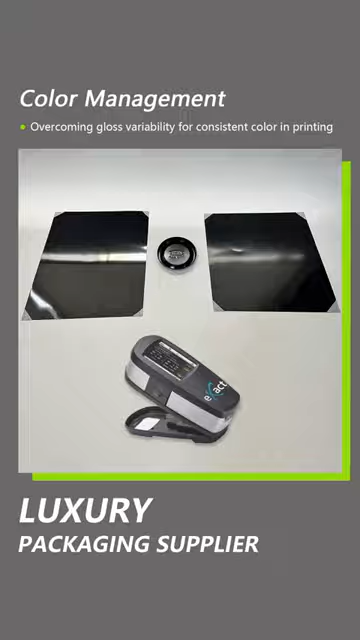 Color Management
Overcoming gloss variability for consistent color in printing
eXact
LUXURY
PACKAGING SUPPLIER